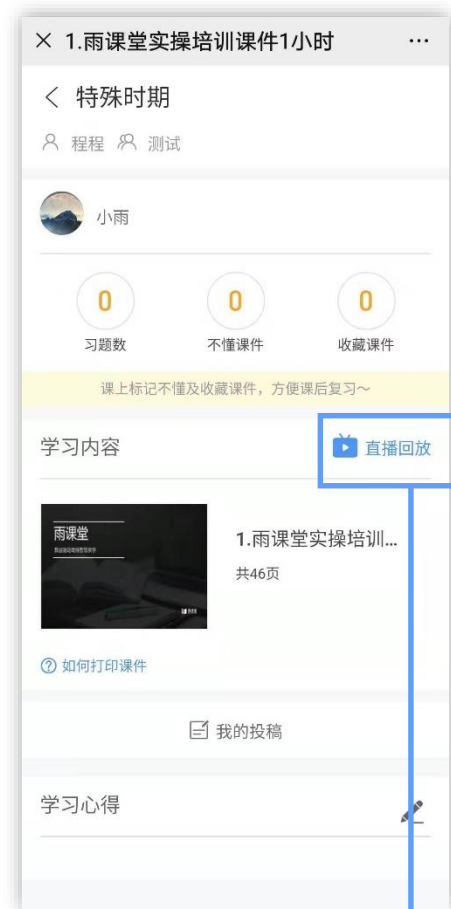 1.雨课堂实操培训课件1小时
特殊时期
程程 测试
小雨
0 0 0
习题数 不懂课件 收藏课件
课上标记不懂及收藏课件，方便课后复习～
学习内容 直播回放
雨课堂
1.雨课堂实操培训...
共46页
如何打印课件
我的投稿
学习心得